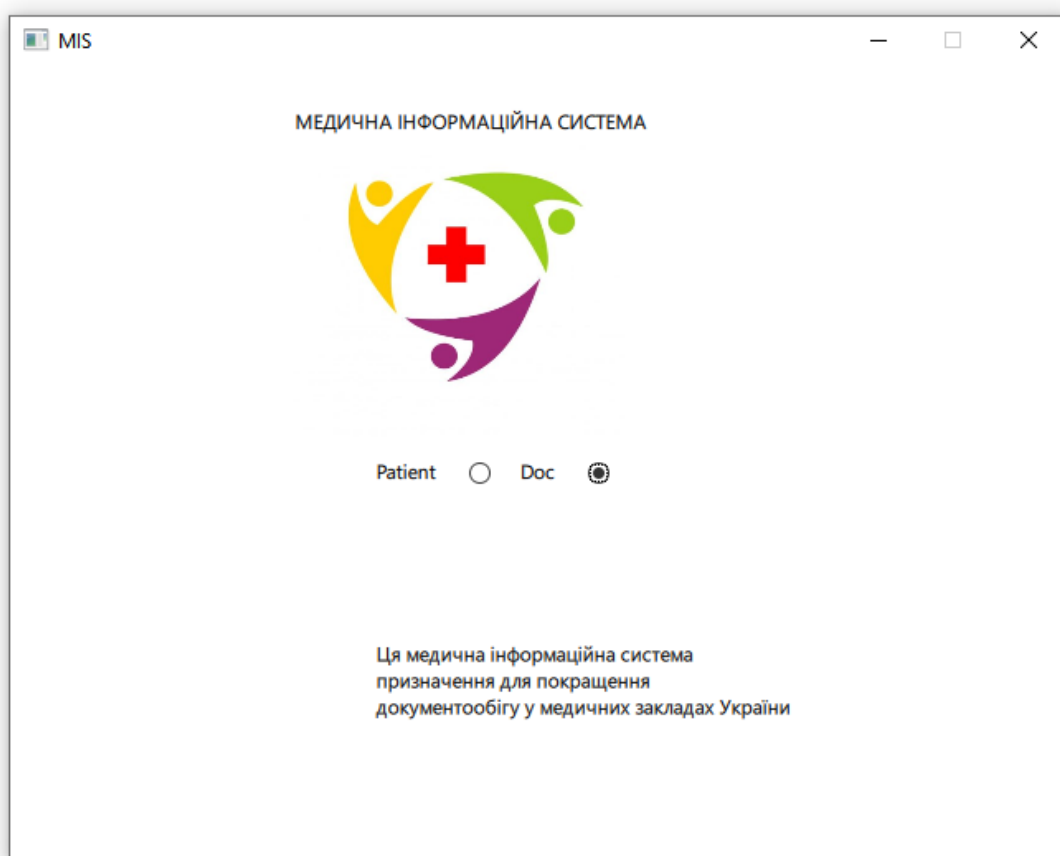 MIS
МЕДИЧНА ІНФОРМАЦІЙНА СИСТЕМА
Patient Doc
Ця медична інформаційна система
призначення для покращення
документообігу у медичних закладах України